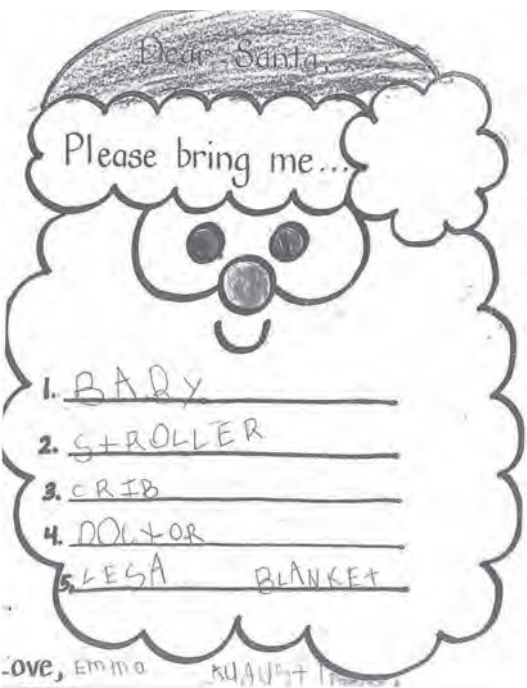 Dear Santa,
Please bring me...
1. BABY
2. StROLLER
3. CRIB
4. DOCtOR
5. LESA BLANKEt
Love, Emma